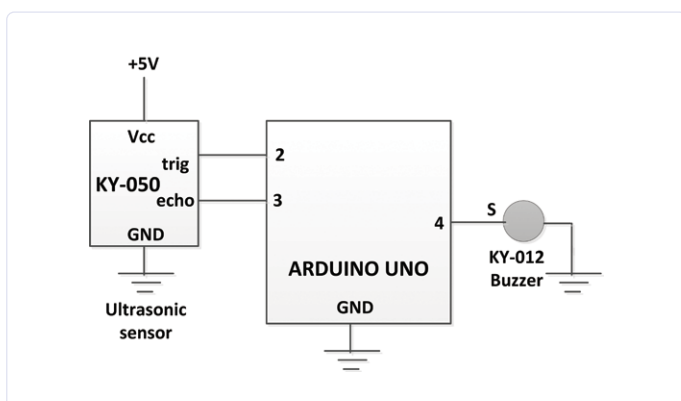 +5V
Vcc
trig
KY-050
echo
GND
Ultrasonic
sensor
2
3
4
ARDUINO UNO
GND
S
KY-012
Buzzer